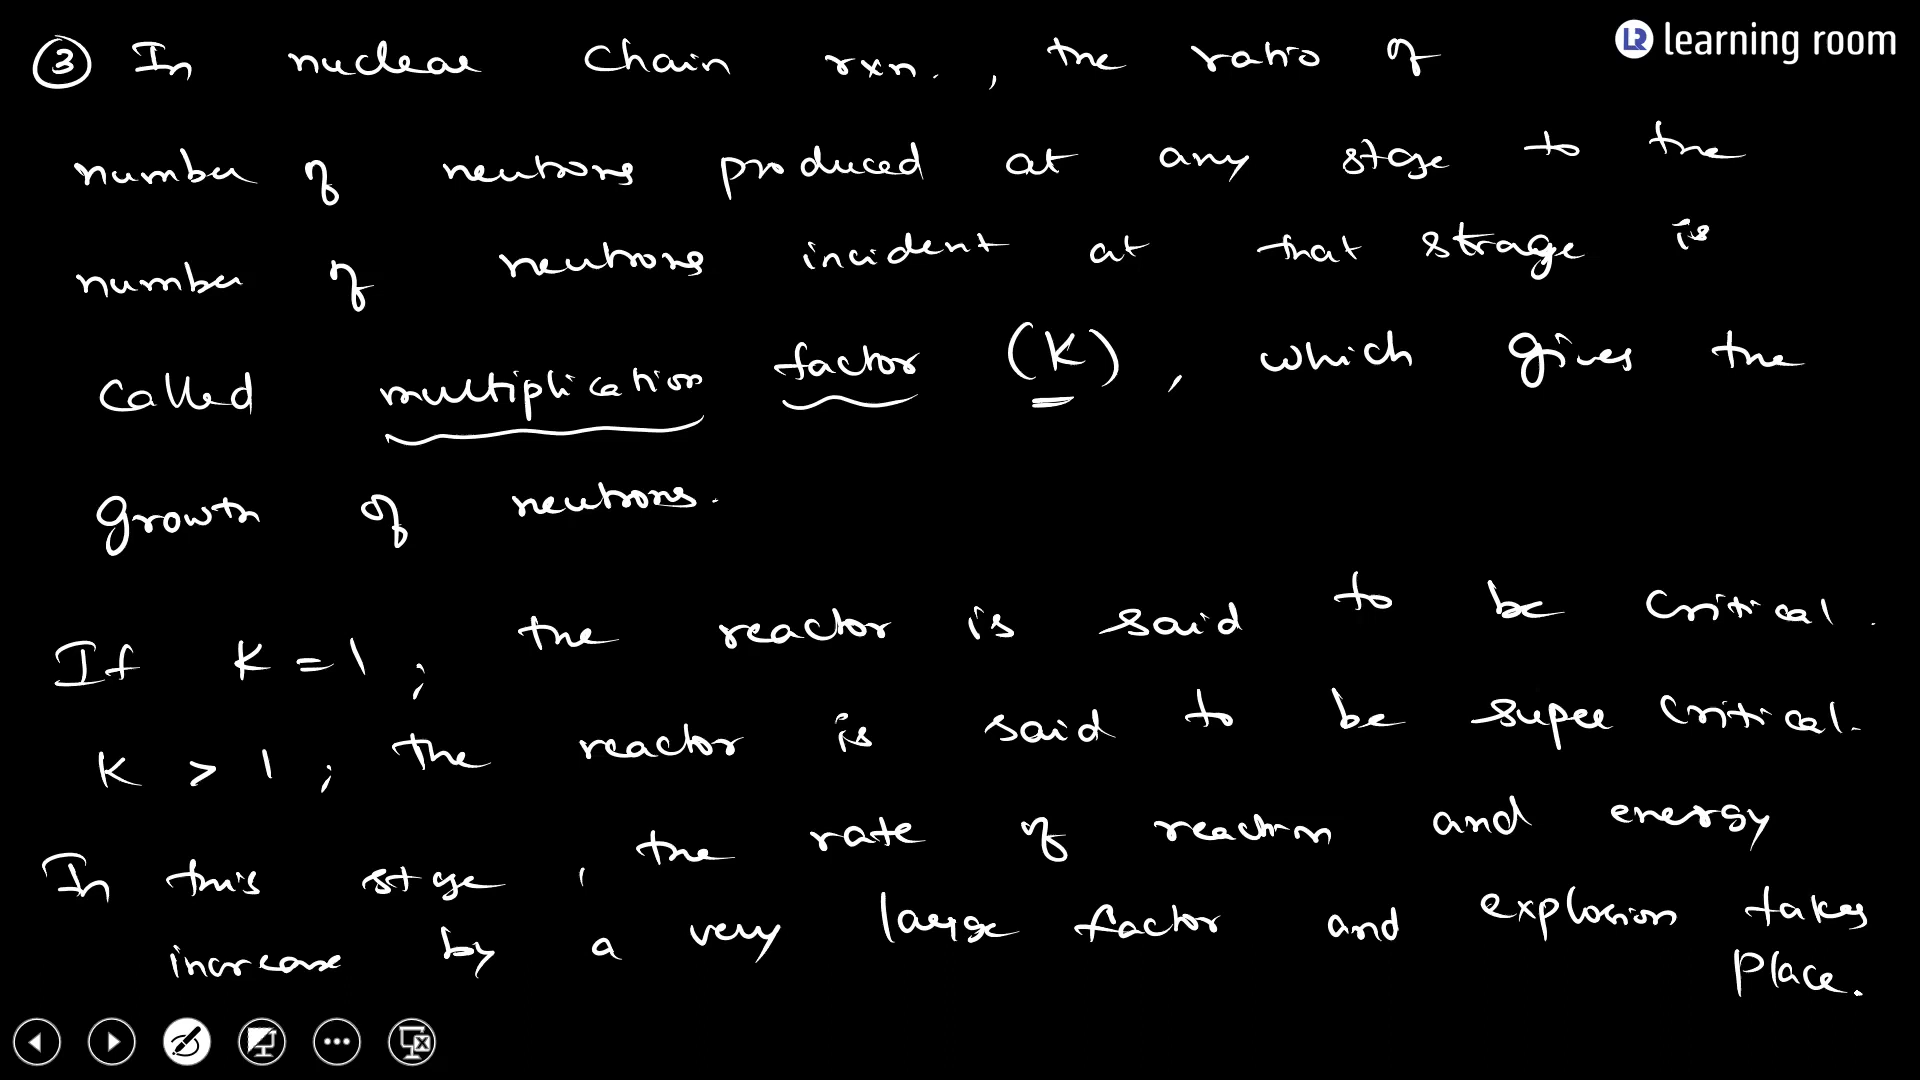 learning room
③ In nuclear chain rxn., the ratio of
number of neutrons produced at any stage to the
number of neutrons incident at that strage is
called multiplication factor (K), which gives the
growth of neutrons.
If K = 1; the reactor is said to be critical.
K > 1; the reactor is said to be super critical.
In this stage, the rate of reaction and energy
increase by a very large factor and explosion takes
place.